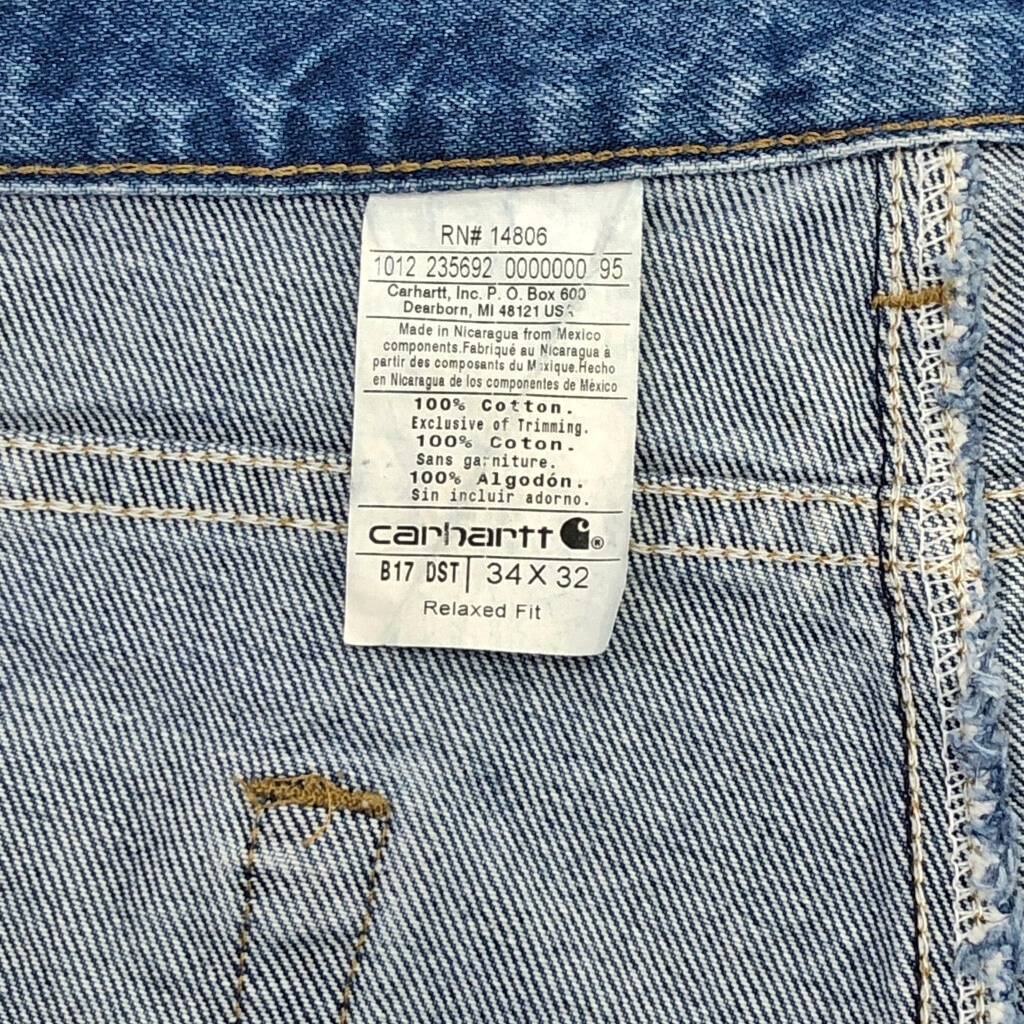 RN# 14806
1012 235692 0000000 95
Carhartt, Inc. P. O. Box 600
Dearborn, MI 48121 USA
Made in Nicaragua from Mexico
components.Fabriqué au Nicaragua à
partir des composants du Mexique.Hecho
en Nicaragua de los componentes de México
100% Cotton.
Exclusive of Trimming.
100% Coton.
Sans garniture.
100% Algodón.
Sin incluir adorno.
carhartt ®
B17 DST 34 X 32
Relaxed Fit